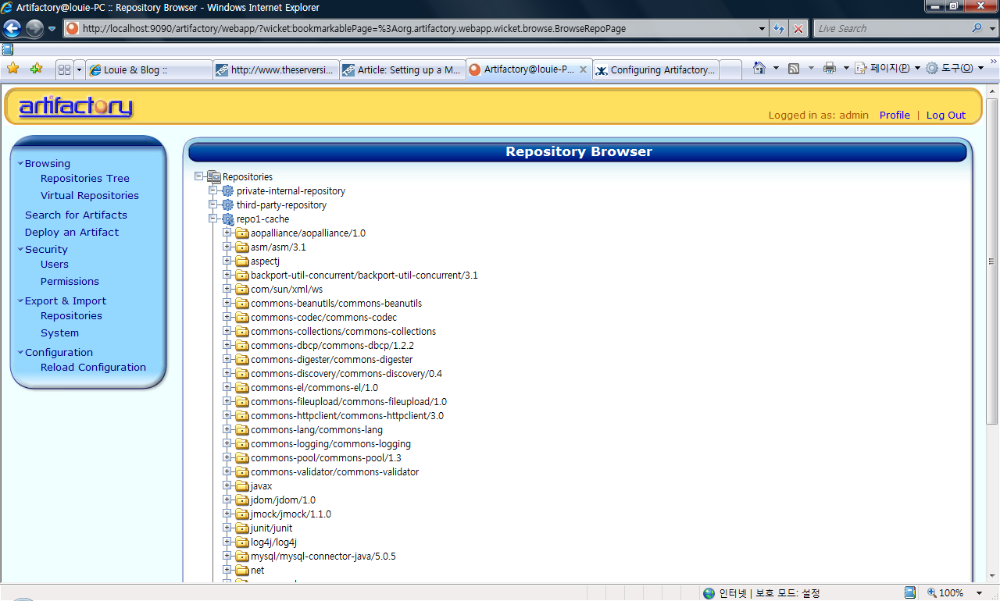 Artifactory@louie-PC :: Repository Browser - Windows Internet Explorer
http://localhost:9090/artifactory/webapp/?wicket:bookmarkablePage=%3Aorg.artifactory.webapp.wicket.browse.BrowseRepoPage
Live Search
Louie & Blog ::
http://www.theserversi...
Article: Setting up a M...
Artifactory@louie-P...
Configuring Artifactory...
페이지(P)
도구(O)
artifactory
Logged in as: admin Profile | Log Out
Browsing
Repositories Tree
Virtual Repositories
Search for Artifacts
Deploy an Artifact
Security
Users
Permissions
Export & Import
Repositories
System
Configuration
Reload Configuration
Repository Browser
Repositories
private-internal-repository
third-party-repository
repo1-cache
aopalliance/aopalliance/1.0
asm/asm/3.1
aspectj
backport-util-concurrent/backport-util-concurrent/3.1
com/sun/xml/ws
commons-beanutils/commons-beanutils
commons-codec/commons-codec
commons-collections/commons-collections
commons-dbcp/commons-dbcp/1.2.2
commons-digester/commons-digester
commons-discovery/commons-discovery/0.4
commons-el/commons-el/1.0
commons-fileupload/commons-fileupload/1.0
commons-httpclient/commons-httpclient/3.0
commons-lang/commons-lang
commons-logging/commons-logging
commons-pool/commons-pool/1.3
commons-validator/commons-validator
javax
jdom/jdom/1.0
jmock/jmock/1.1.0
junit/junit
log4j/log4j
mysql/mysql-connector-java/5.0.5
net
인터넷 | 보호 모드: 설정
100%